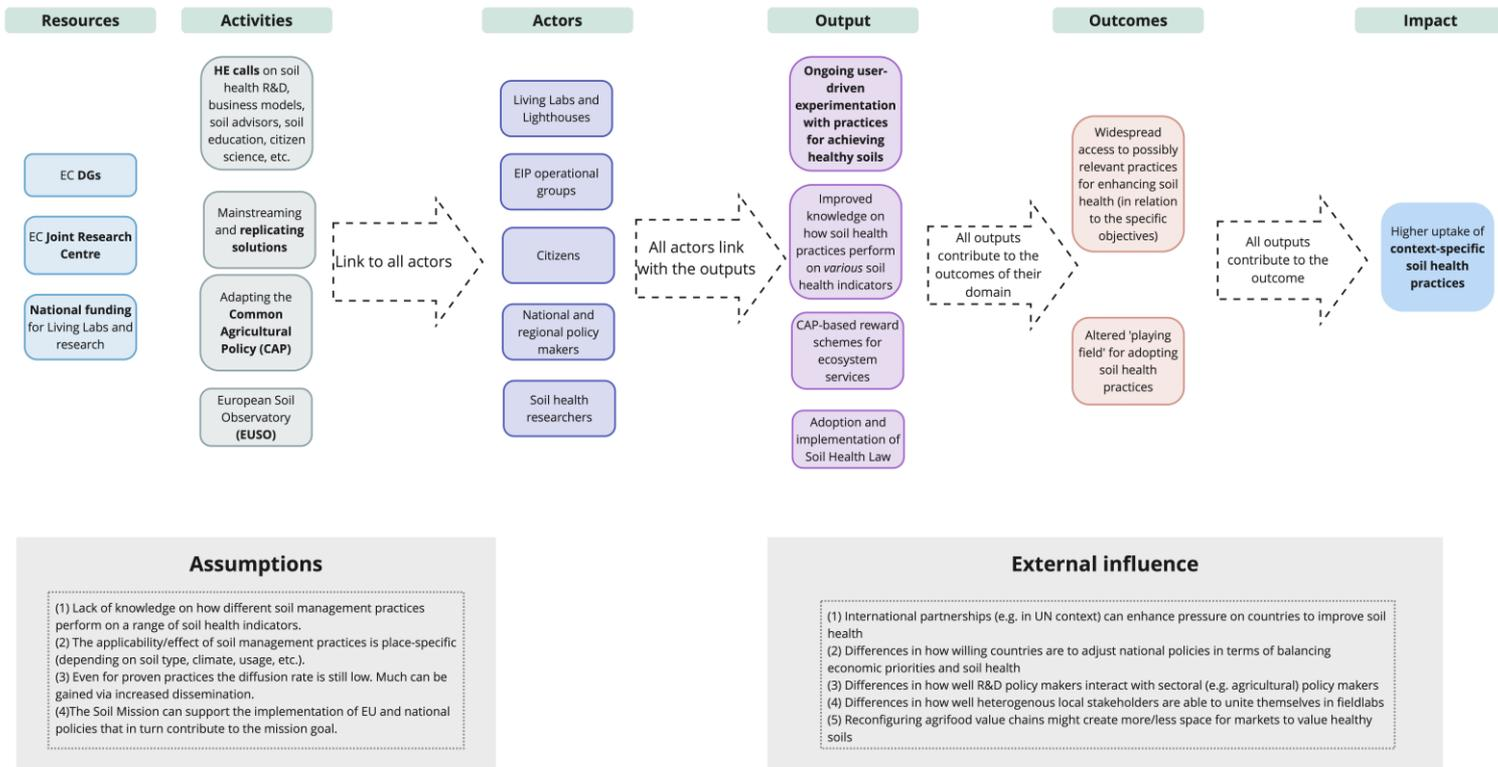 Resources
Activities
Actors
Output
Outcomes
Impact
EC DGs
EC Joint Research
Centre
National funding
for Living Labs and
research
HE calls on soil
health R&D,
business models,
soil advisors, soil
education, citizen
science, etc.
Mainstreaming
and replicating
solutions
Adapting the
Common
Agricultural
Policy (CAP)
European Soil
Observatory
(EUSO)
Link to all actors
Living Labs and
Lighthouses
EIP operational
groups
Citizens
National and
regional policy
makers
Soil health
researchers
All actors link
with the outputs
Ongoing user-
driven
experimentation
with practices
for achieving
healthy soils
Improved
knowledge on
how soil health
practices perform
on various soil
health indicators
CAP-based reward
schemes for
ecosystem
services
Adoption and
implementation of
Soil Health Law
All outputs
contribute to the
outcomes of their
domain
Widespread
access to possibly
relevant practices
for enhancing soil
health (in relation
to the specific
objectives)
Altered 'playing
field' for adopting
soil health
practices
All outputs
contribute to the
outcome
Higher uptake of
context-specific
soil health
practices
Assumptions
(1) Lack of knowledge on how different soil management practices
perform on a range of soil health indicators.
(2) The applicability/effect of soil management practices is place-specific
(depending on soil type, climate, usage, etc.).
(3) Even for proven practices the diffusion rate is still low. Much can be
gained via increased dissemination.
(4)The Soil Mission can support the implementation of EU and national
policies that in turn contribute to the mission goal.
External influence
(1) International partnerships (e.g. in UN context) can enhance pressure on countries to improve soil
health
(2) Differences in how willing countries are to adjust national policies in terms of balancing
economic priorities and soil health
(3) Differences in how well R&D policy makers interact with sectoral (e.g. agricultural) policy makers
(4) Differences in how well heterogenous local stakeholders are able to unite themselves in fieldlabs
(5) Reconfiguring agrifood value chains might create more/less space for markets to value healthy
soils